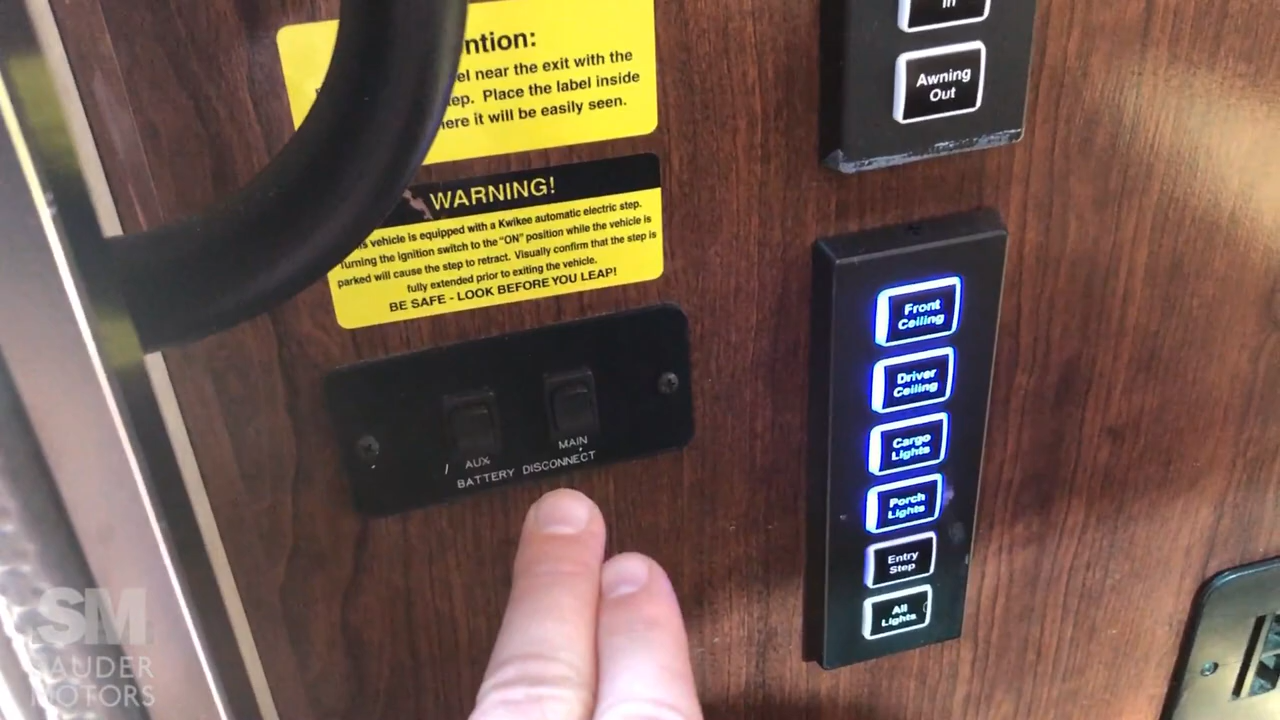 ntion:
el near the exit with the
ep. Place the label inside
ere it will be easily seen.
WARNING!
s vehicle is equipped with a Kwikee automatic electric step.
Turning the ignition switch to the "ON" position while the vehicle is
parked will cause the step to retract. Visually confirm that the step is
fully extended prior to exiting the vehicle.
BE SAFE - LOOK BEFORE YOU LEAP!
AUX
MAIN
BATTERY DISCONNECT
In
Awning
Out
Front
Ceiling
Driver
Ceiling
Cargo
Lights
Porch
Lights
Entry
Step
All
Lights
SM
SAUDER
MOTORS